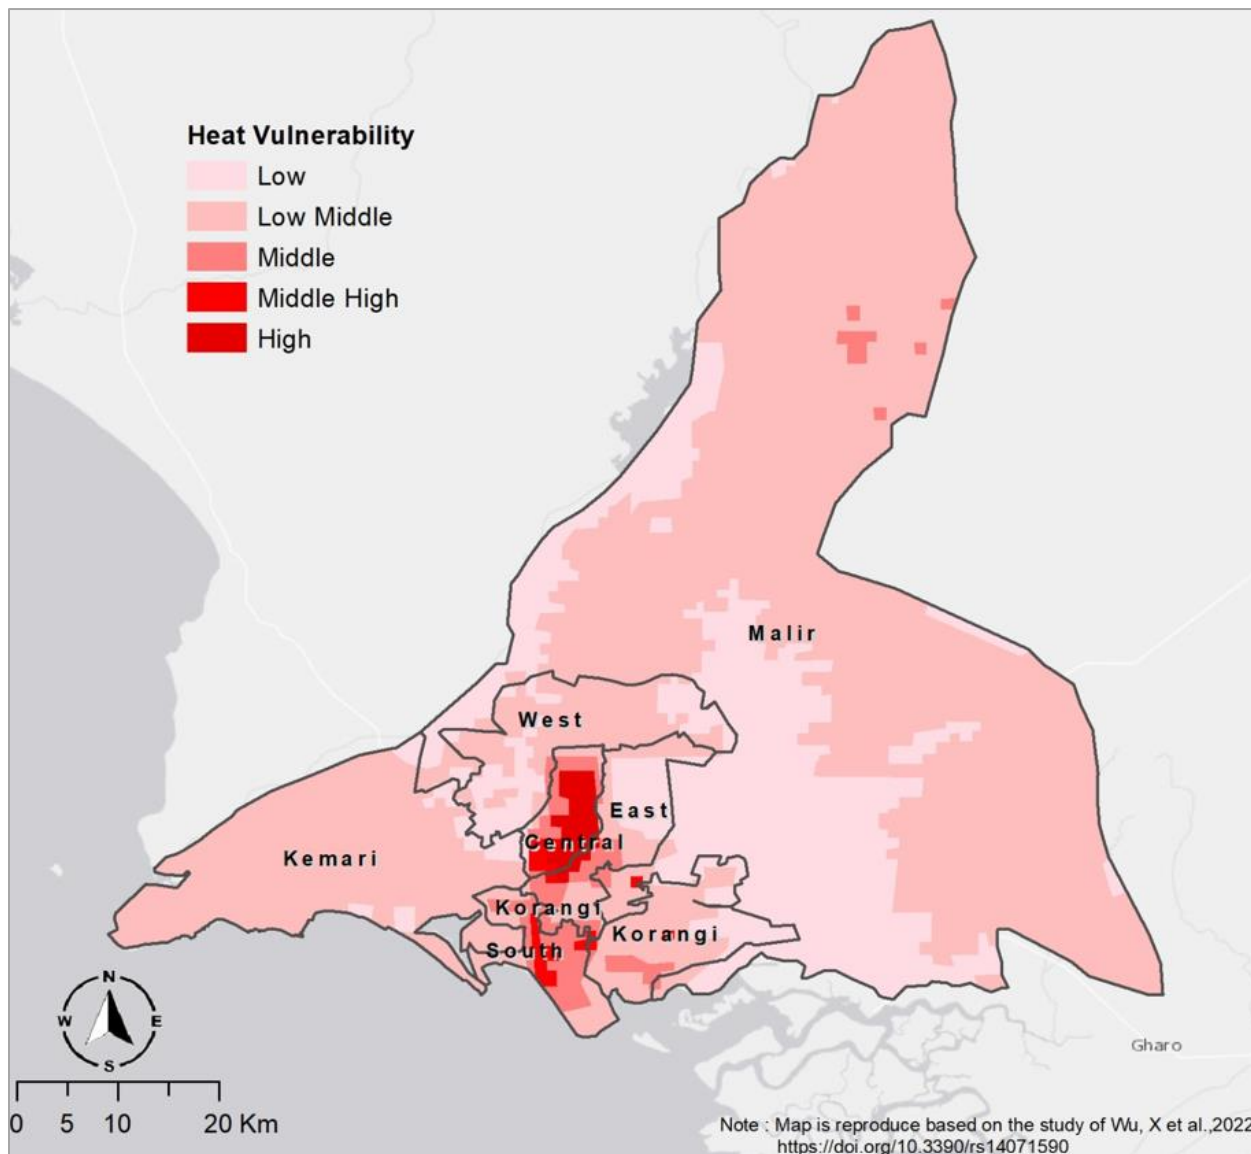 Heat Vulnerability
Low
Low Middle
Middle
Middle High
High
Malir
West
East
Central
Kemari
Korangi
Korangi
South
N
W E
S
Gharo
0 5 10 20 Km
Note : Map is reproduce based on the study of Wu, X et al.,2022
https://doi.org/10.3390/rs14071590